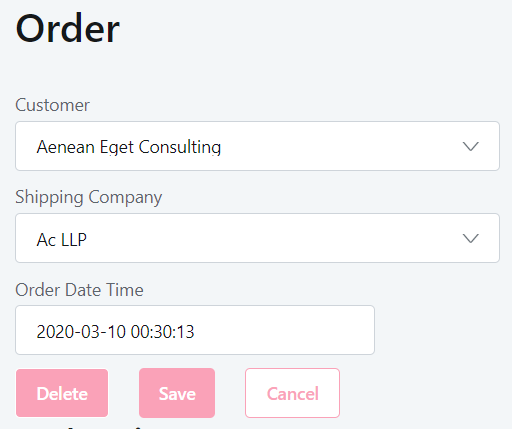 Order
Customer
Aenean Eget Consulting
Shipping Company
Ac LLP
Order Date Time
2020-03-10 00:30:13
Delete Save Cancel